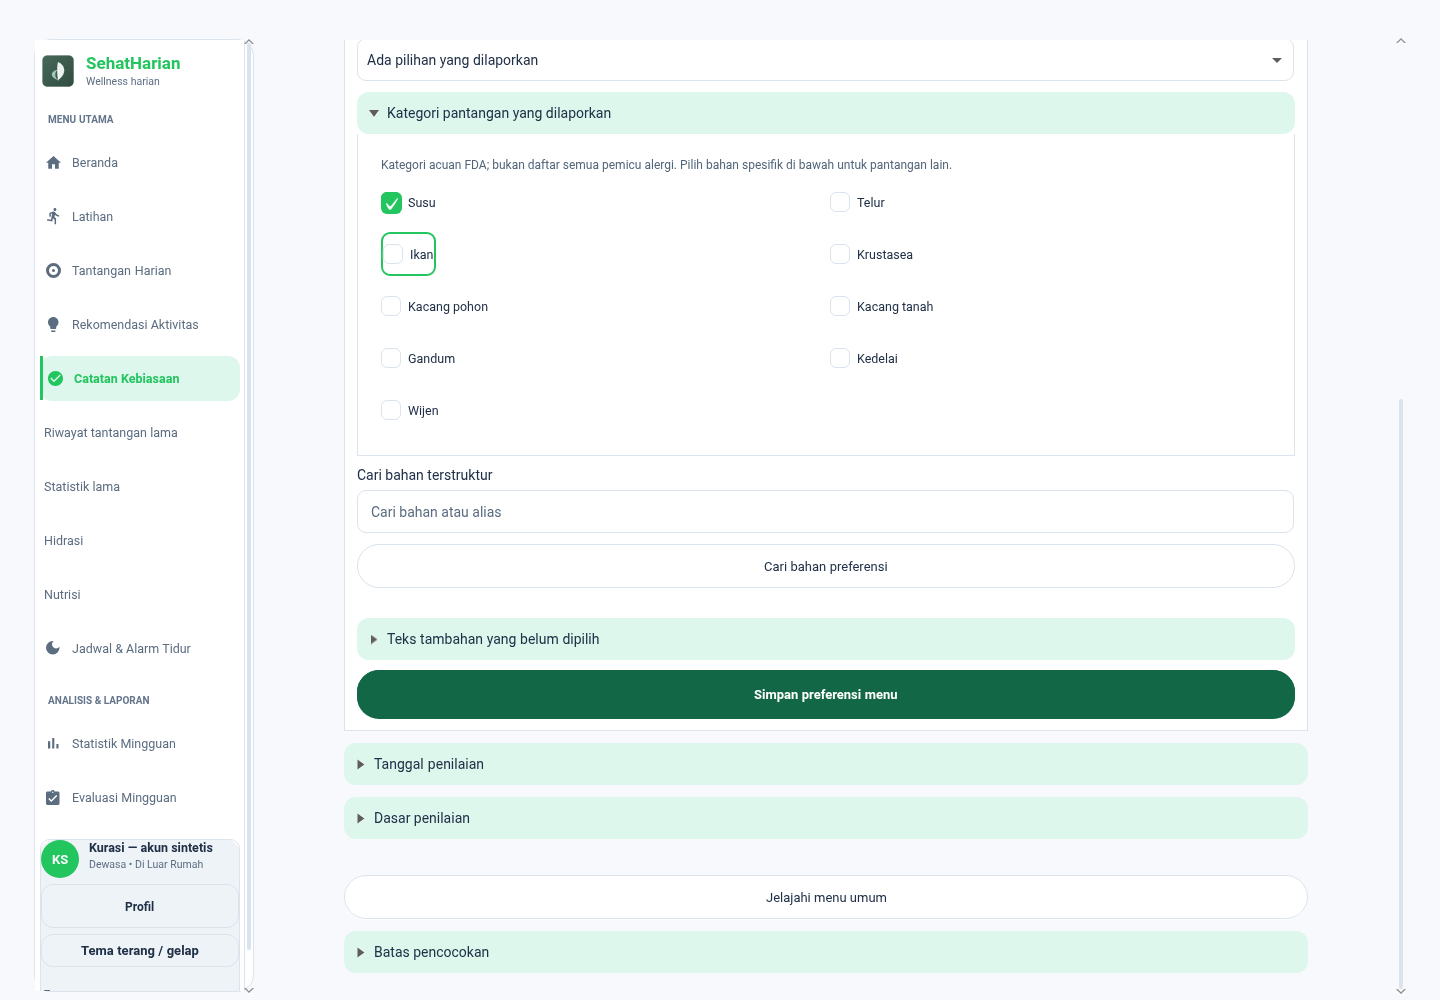 SehatHarian
Wellness harian
MENU UTAMA
Beranda
Latihan
Tantangan Harian
Rekomendasi Aktivitas
Catatan Kebiasaan
Riwayat tantangan lama
Statistik lama
Hidrasi
Nutrisi
Jadwal & Alarm Tidur
ANALISIS & LAPORAN
Statistik Mingguan
Evaluasi Mingguan
KS
Kurasi — akun sintetis
Dewasa • Di Luar Rumah
Profil
Tema terang / gelap
Ada pilihan yang dilaporkan
Kategori pantangan yang dilaporkan
Kategori acuan FDA; bukan daftar semua pemicu alergi. Pilih bahan spesifik di bawah untuk pantangan lain.
Susu
Telur
Ikan
Krustasea
Kacang pohon
Kacang tanah
Gandum
Kedelai
Wijen
Cari bahan terstruktur
Cari bahan atau alias
Cari bahan preferensi
Teks tambahan yang belum dipilih
Simpan preferensi menu
Tanggal penilaian
Dasar penilaian
Jelajahi menu umum
Batas pencocokan